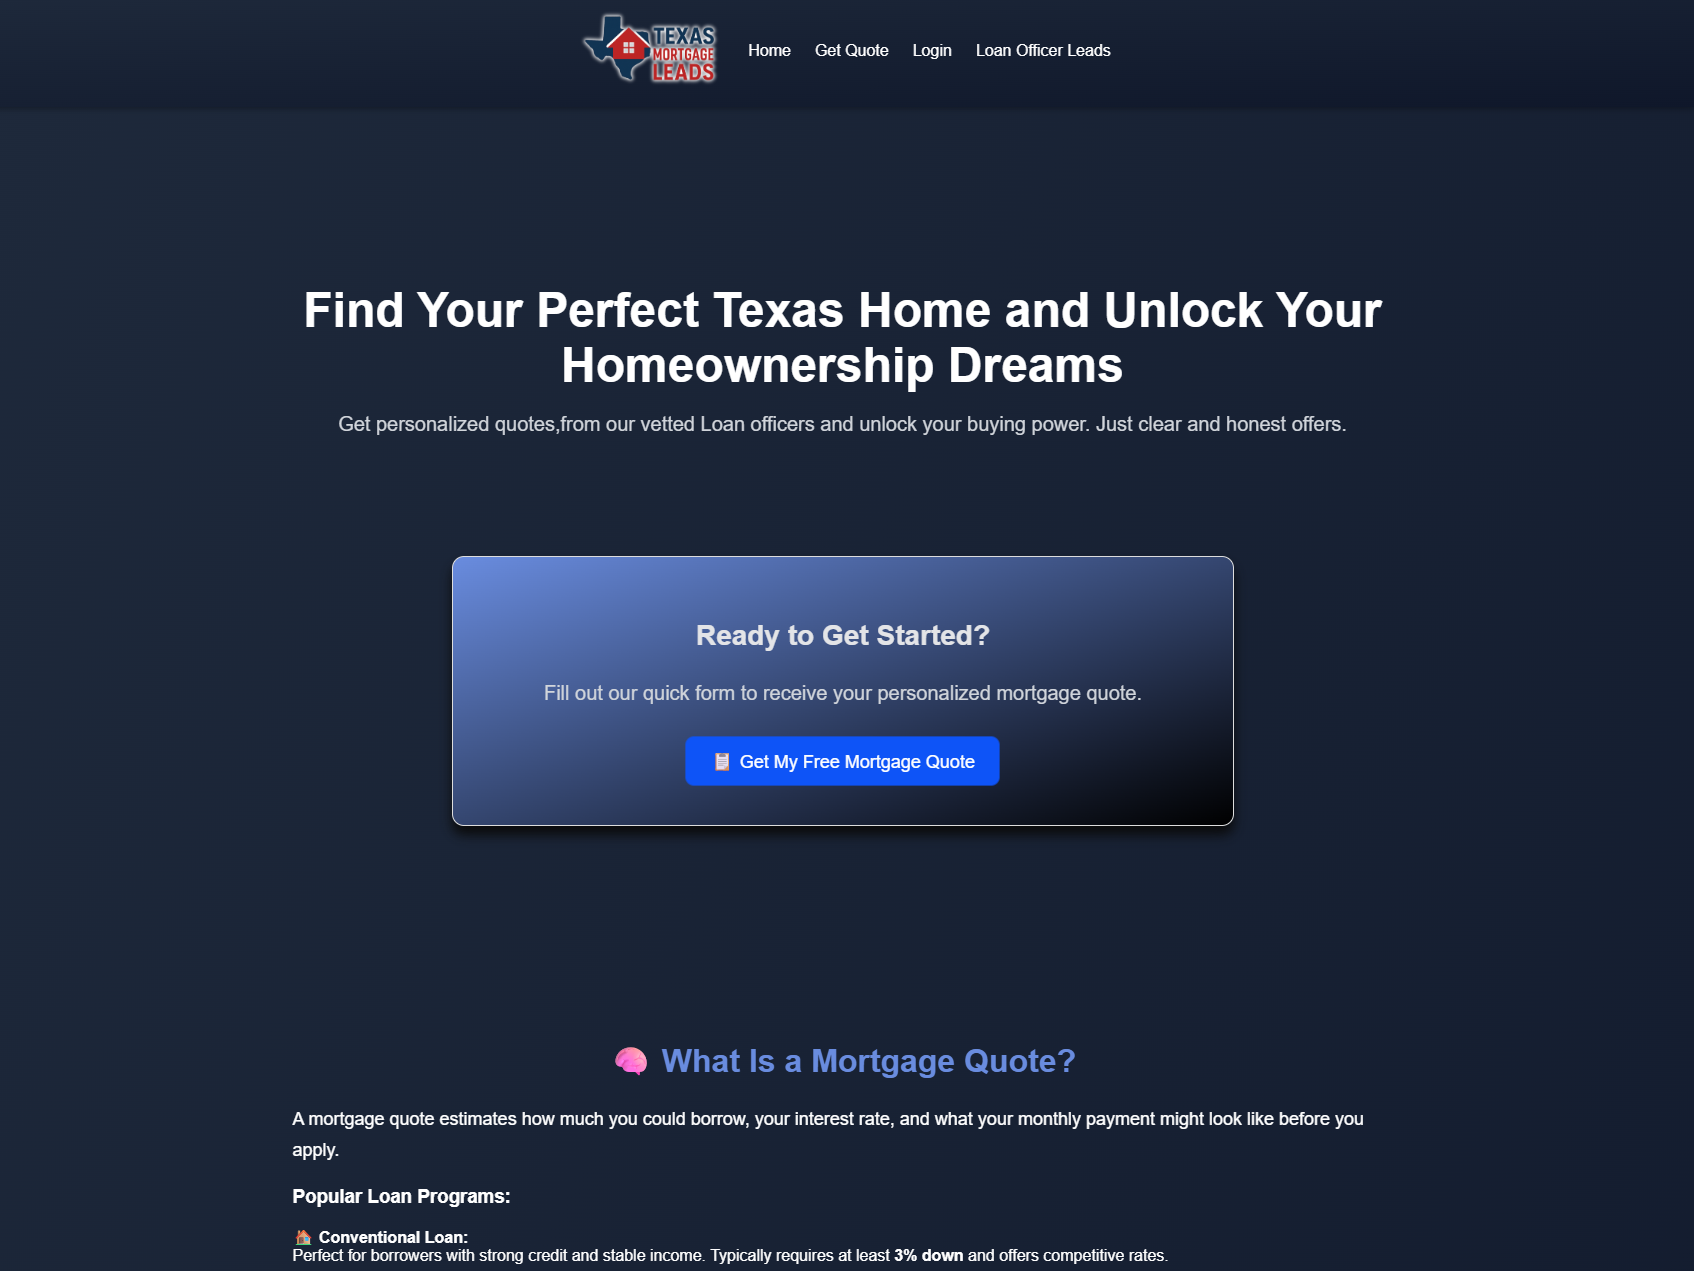 TEXAS
MORTGAGE
LEADS
Home Get Quote Login Loan Officer Leads
Find Your Perfect Texas Home and Unlock Your
Homeownership Dreams
Get personalized quotes,from our vetted Loan officers and unlock your buying power. Just clear and honest offers.
Ready to Get Started?
Fill out our quick form to receive your personalized mortgage quote.
Get My Free Mortgage Quote
What Is a Mortgage Quote?
A mortgage quote estimates how much you could borrow, your interest rate, and what your monthly payment might look like before you
apply.
Popular Loan Programs:
Conventional Loan:
Perfect for borrowers with strong credit and stable income. Typically requires at least 3% down and offers competitive rates.